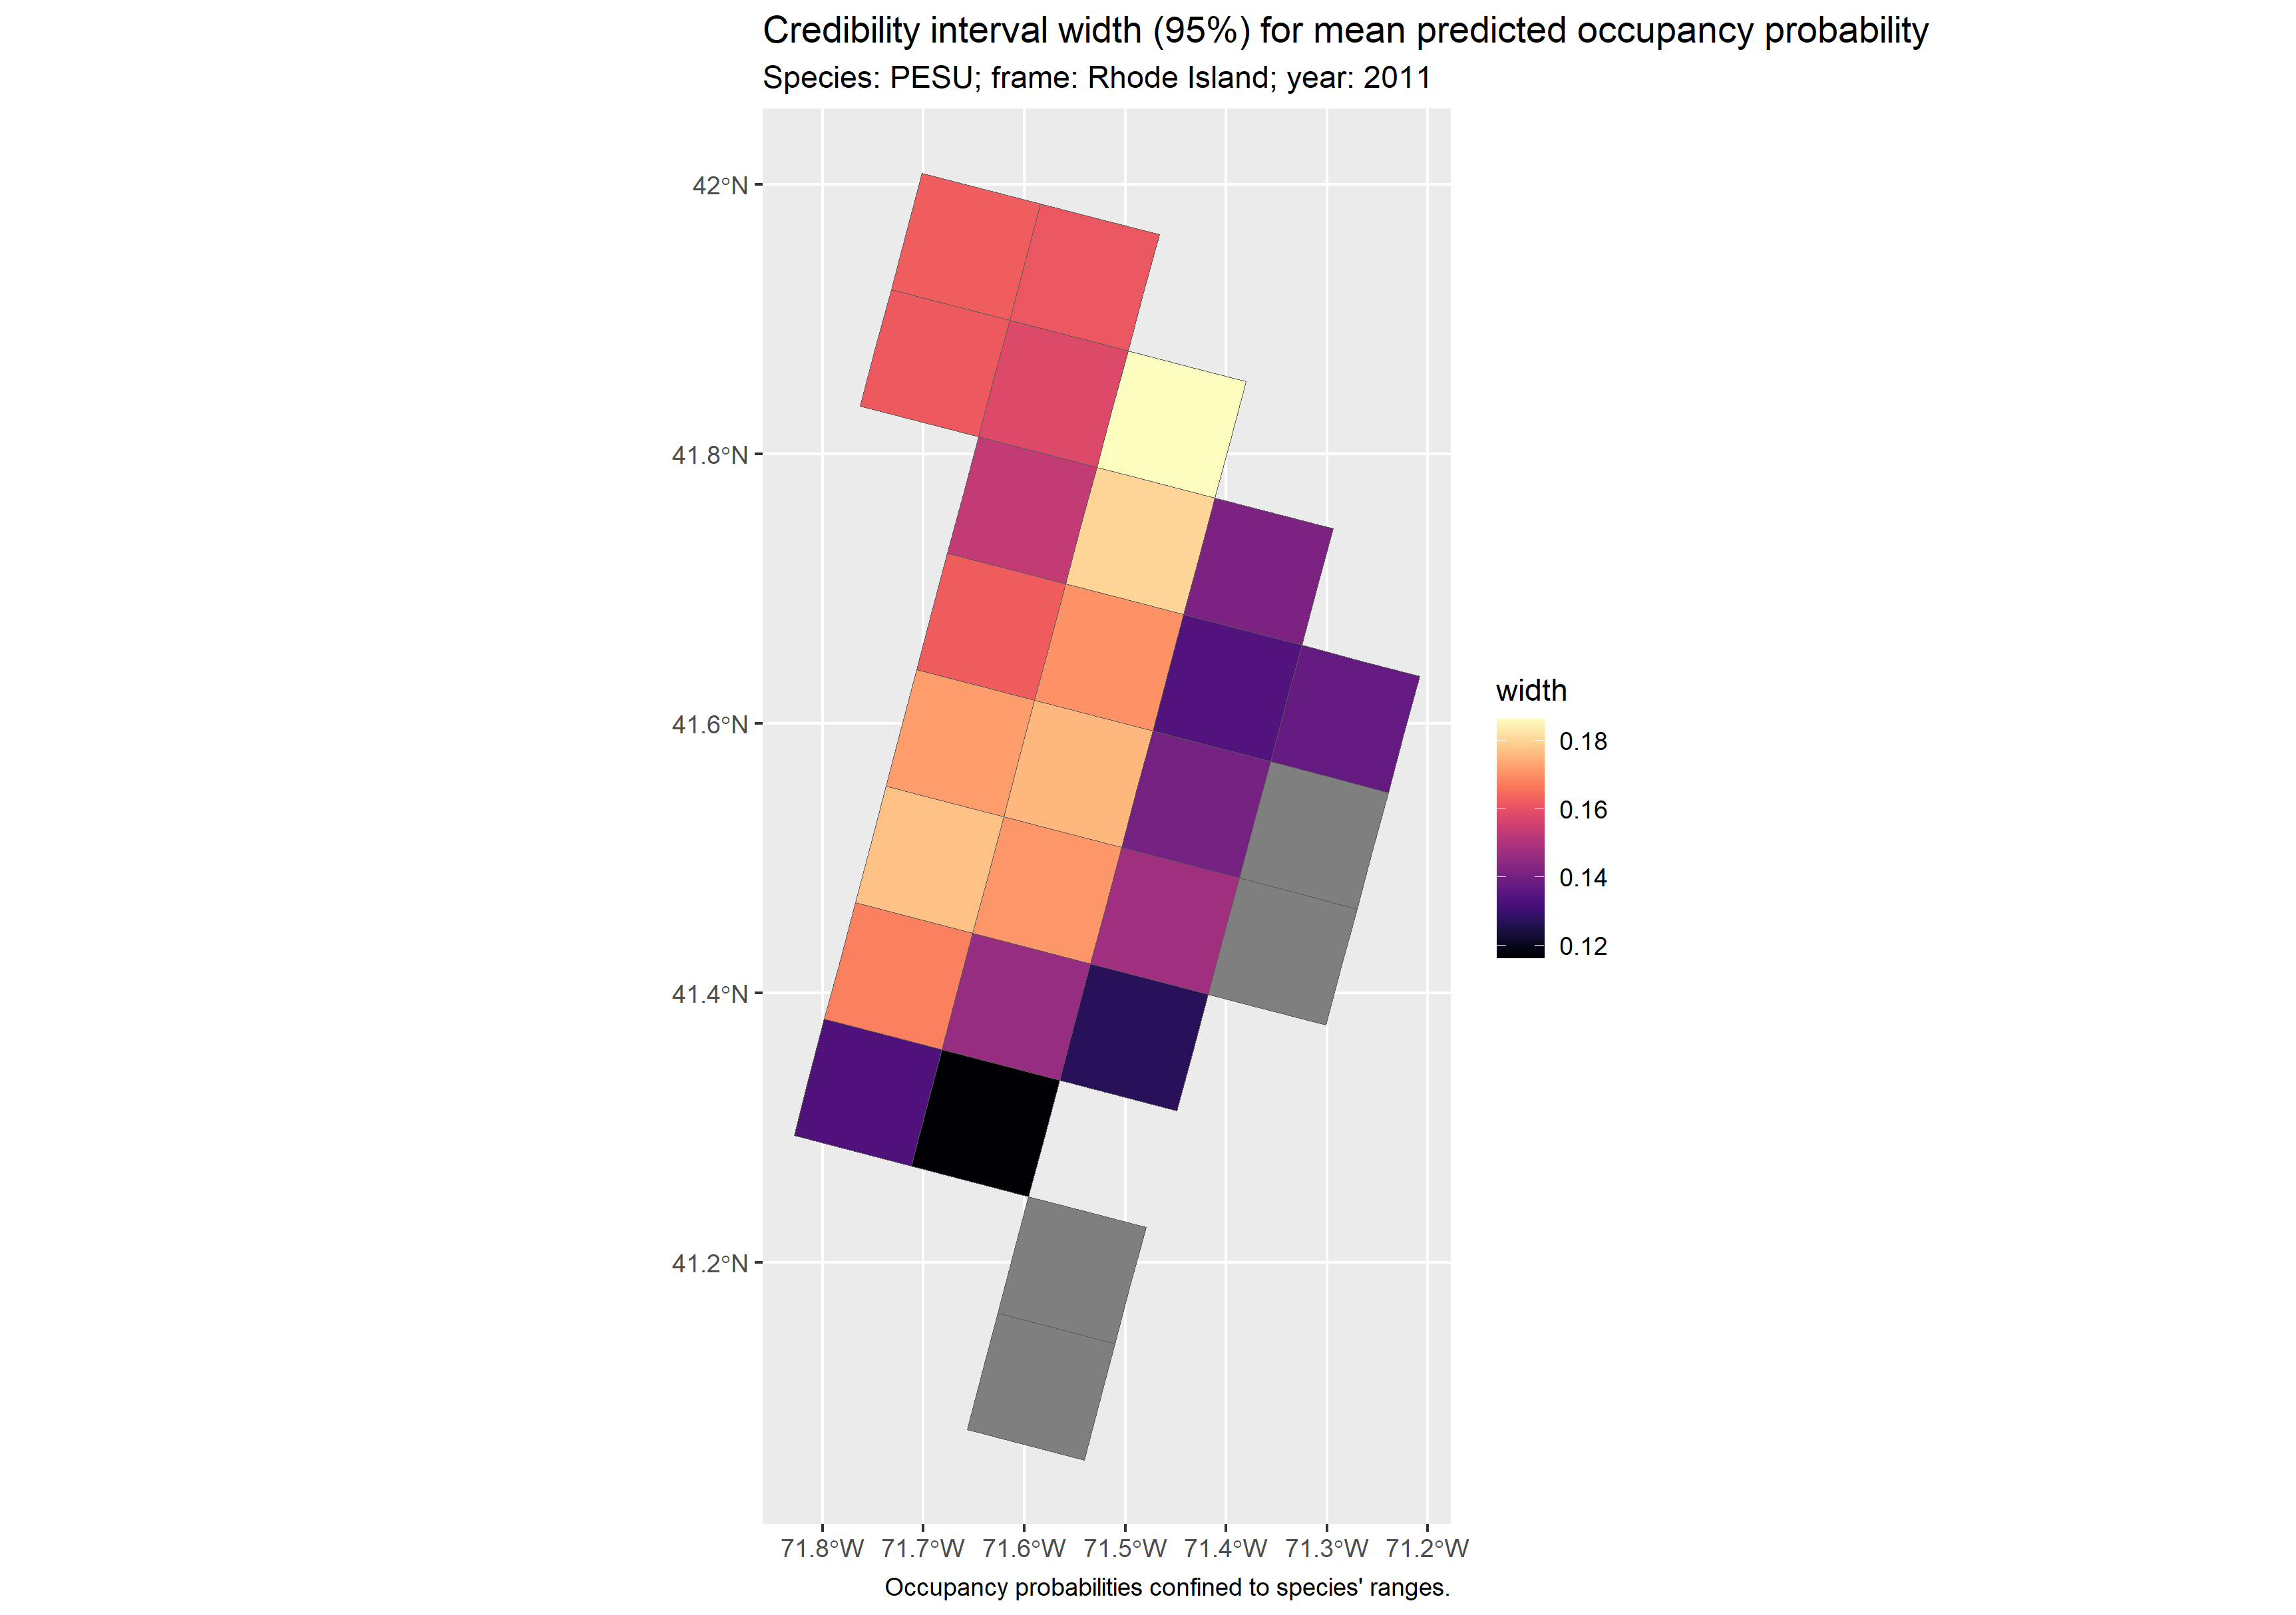 Credibility interval width (95%) for mean predicted occupancy probability
Species: PESU; frame: Rhode Island; year: 2011
42°N
41.8°N
41.6°N
41.4°N
41.2°N
width
0.18
0.16
0.14
0.12
71.8°W 71.7°W 71.6°W 71.5°W 71.4°W 71.3°W 71.2°W
Occupancy probabilities confined to species' ranges.